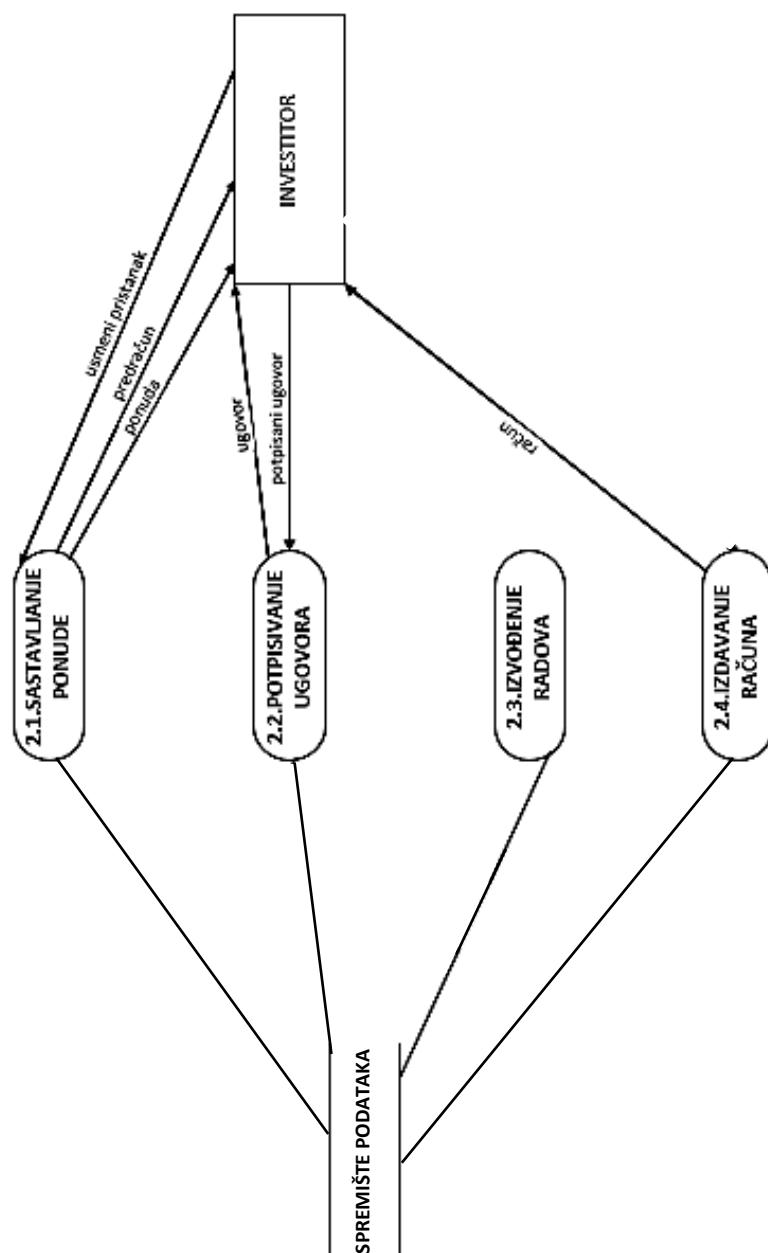 INVESTITOR
usmeni pristanak
predračun
ponuda
ugovor
potpisani ugovor
račun
2.1.SASTAVLJANJE
PONUDE
2.2.POTPISIVANJE
UGOVORA
2.3.IZVOĐENJE
RADOVA
2.4.IZDAVANJE
RAČUNA
SPREMIŠTE PODATAKA